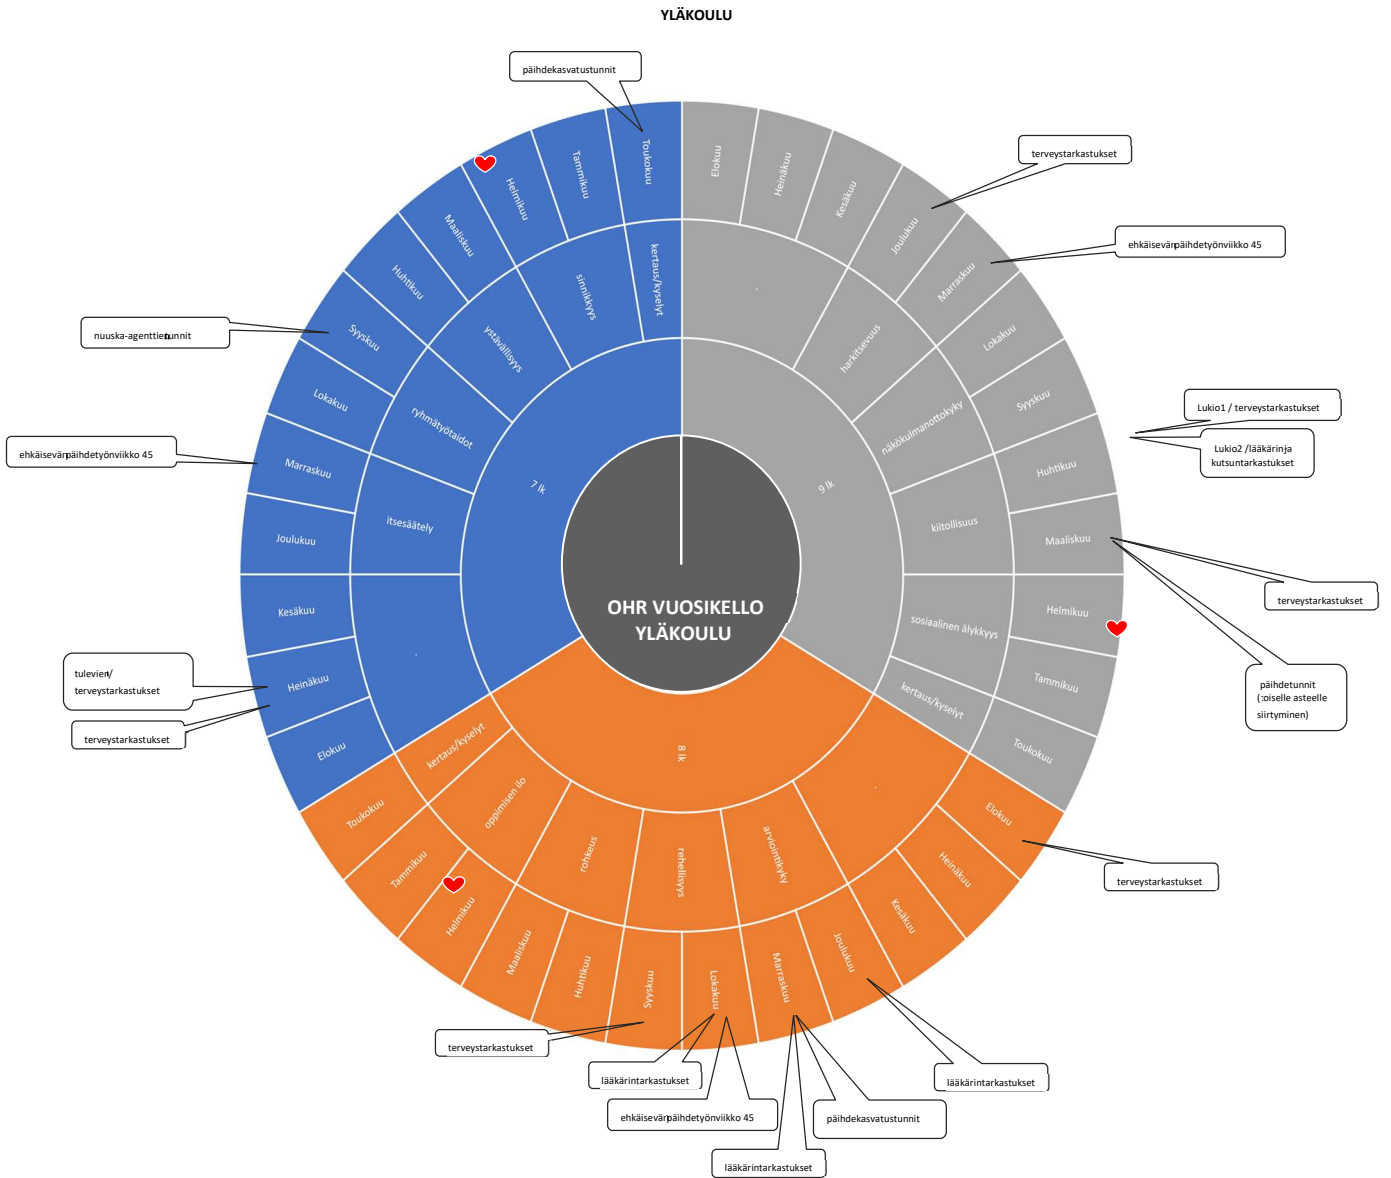 YLÄKOULU
päihdekasvatustunnit
terveystarkastukset
ehkäisevän päihdetyön viikko 45
nuuska-agenttien tunnit
ehkäisevän päihdetyön viikko 45
Lukio1 / terveystarkastukset
Lukio2 / lääkärin ja
kutsuntarkastukset
terveystarkastukset
päihdetunnit
(toiselle asteelle
siirtyminen)
tulevien/
terveystarkastukset
terveystarkastukset
terveystarkastukset
terveystarkastukset
lääkärintarkastukset
ehkäisevän päihdetyön viikko 45
lääkärintarkastukset
päihdekasvatustunnit
lääkärintarkastukset
OHR VUOSIKELLO
YLÄKOULU
9 lk
.
harkitsevuus
näkökulmanottokyky
kiitollisuus
sosiaalinen älykkyys
kertaus/kyselyt
Elokuu
Heinäkuu
Kesäkuu
Joulukuu
Marraskuu
Lokakuu
Syyskuu
Huhtikuu
Maaliskuu
Helmikuu
Tammikuu
Toukokuu
8 lk
.
arviointikyky
rehellisyys
rohkeus
oppimisen ilo
kertaus/kyselyt
Elokuu
Heinäkuu
Kesäkuu
Joulukuu
Marraskuu
Lokakuu
Syyskuu
Huhtikuu
Maaliskuu
Helmikuu
Tammikuu
Toukokuu
7 lk
.
itsesäätely
ryhmätyötaidot
ystävällisyys
sinnikkyys
kertaus/kyselyt
Elokuu
Heinäkuu
Kesäkuu
Joulukuu
Marraskuu
Lokakuu
Syyskuu
Huhtikuu
Maaliskuu
Helmikuu
Tammikuu
Toukokuu